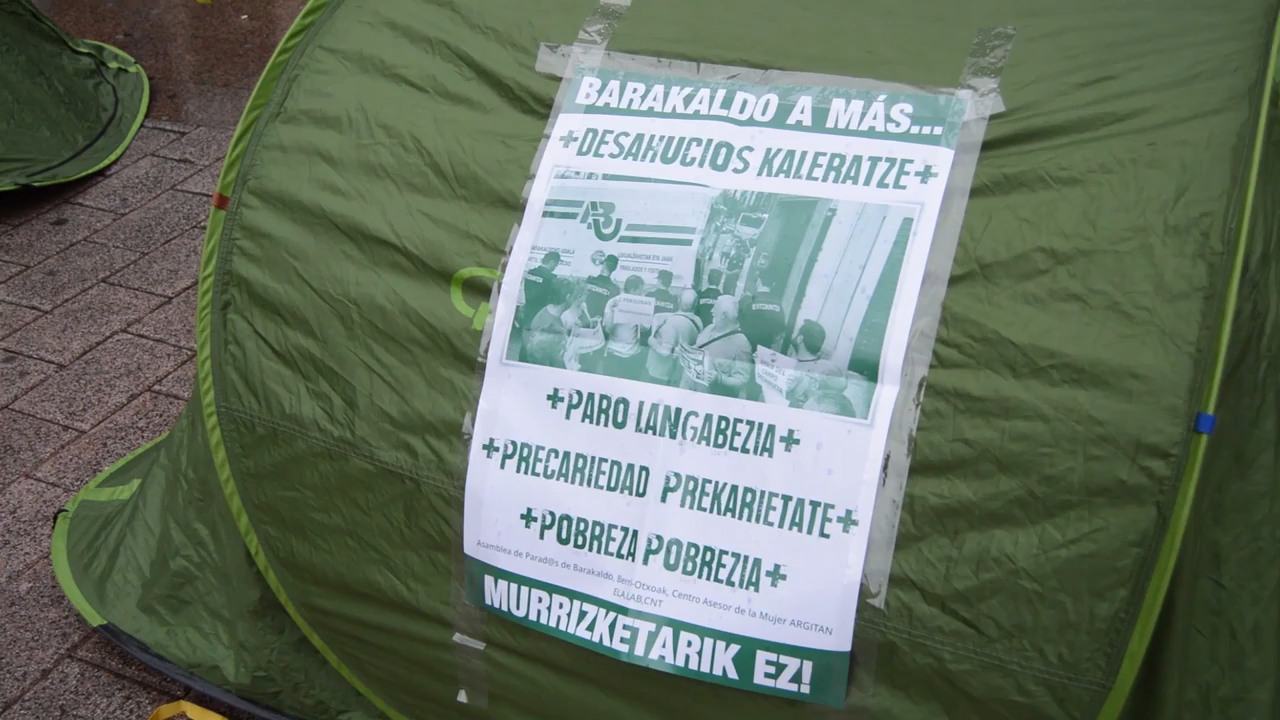 BARAKALDO A MÁS...
+DESAHUCIOS KALERATZE+
+PARO LANGABEZIA+
+PRECARIEDAD PREKARIETATE+
+POBREZA POBREZIA+
Asamblea de Parad@s de Barakaldo, Berri-Otxoak, Centro Asesor de la Mujer ARGITAN
ELA,LAB,CNT
MURRIZKETARIK EZ!